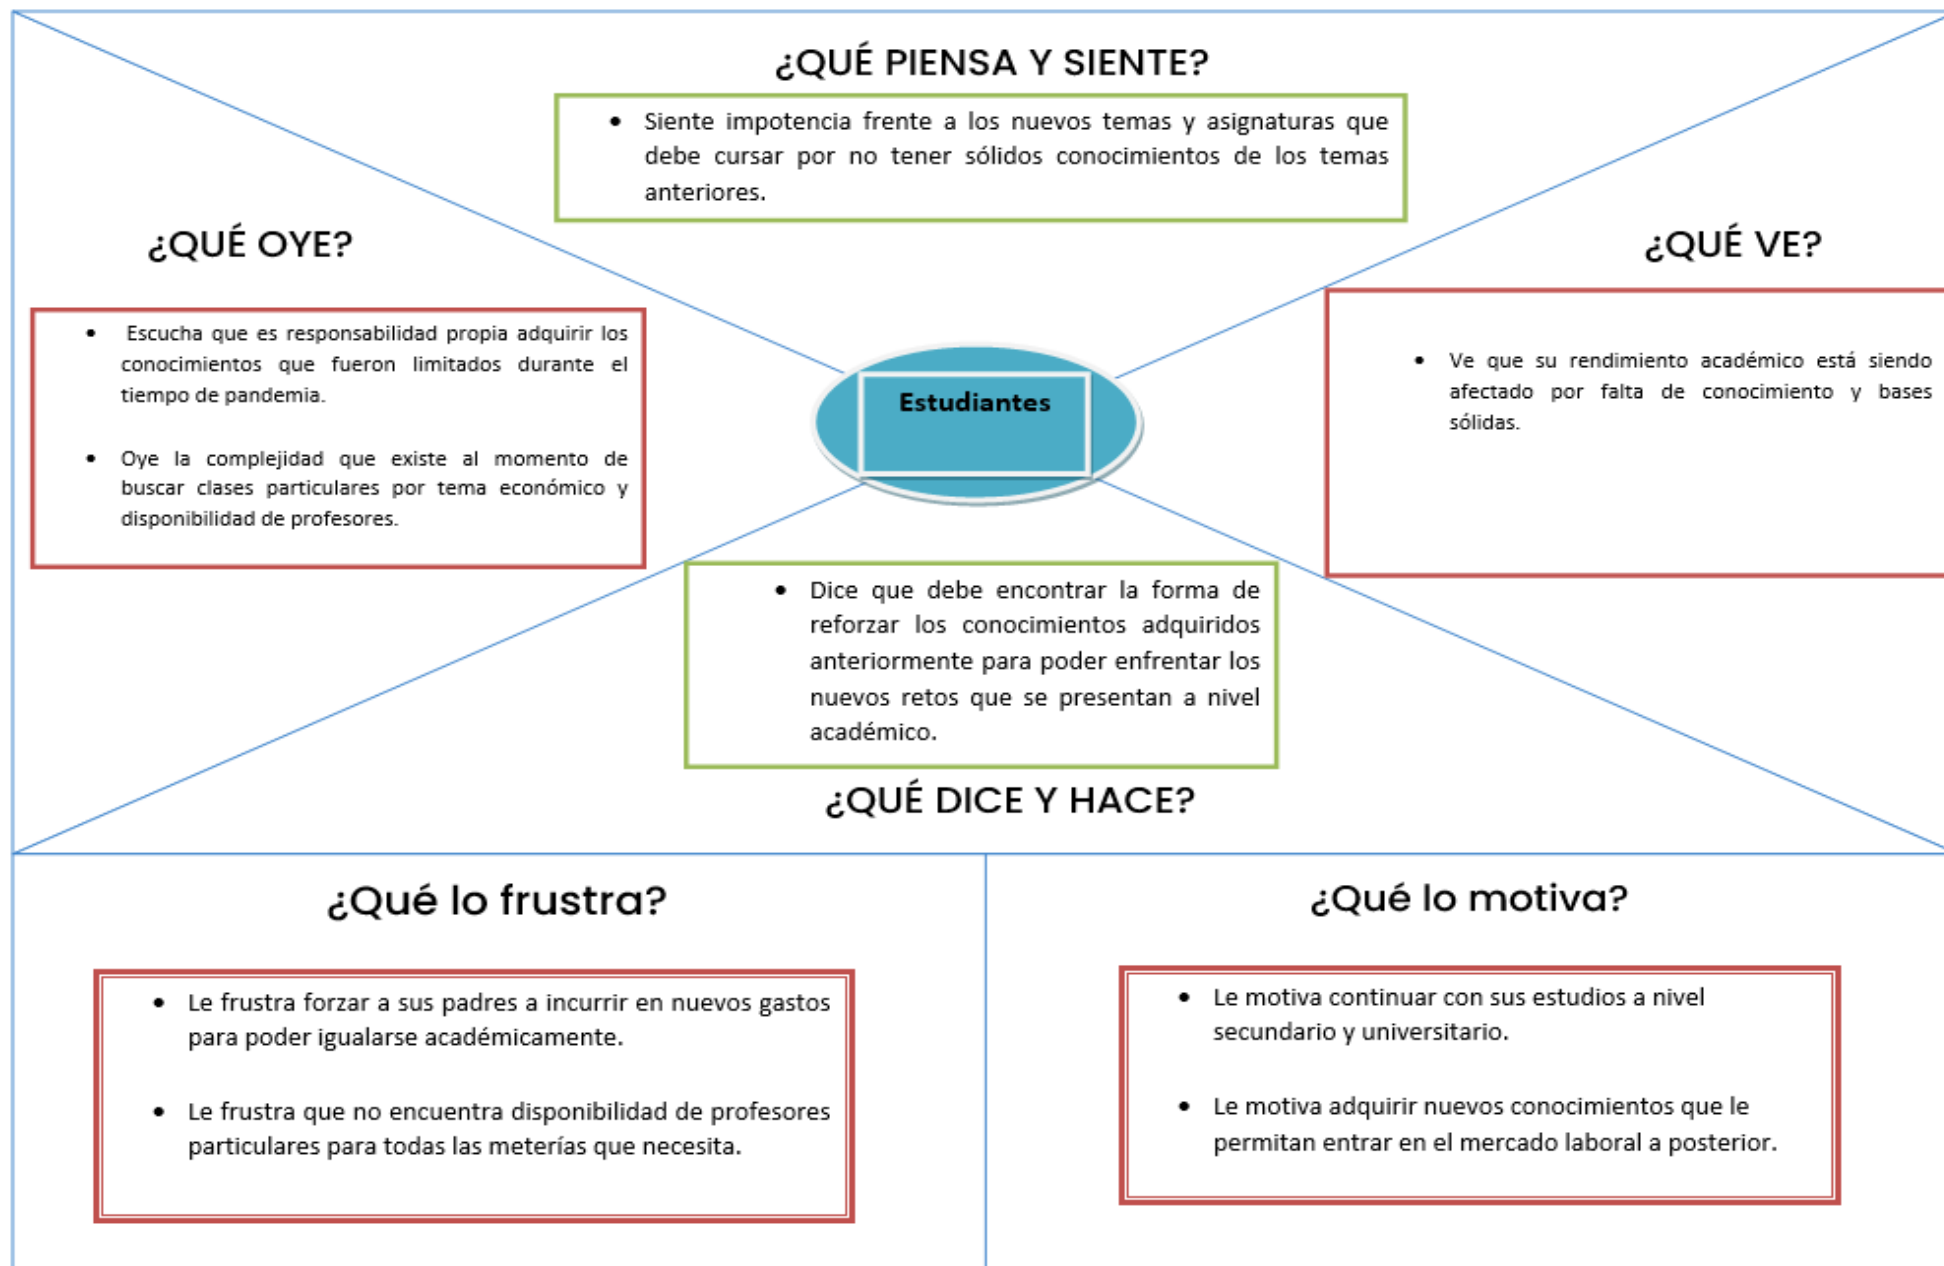 ¿QUÉ PIENSA Y SIENTE?
• Siente impotencia frente a los nuevos temas y asignaturas que
debe cursar por no tener sólidos conocimientos de los temas
anteriores.
¿QUÉ OYE?
• Escucha que es responsabilidad propia adquirir los
conocimientos que fueron limitados durante el
tiempo de pandemia.
• Oye la complejidad que existe al momento de
buscar clases particulares por tema económico y
disponibilidad de profesores.
Estudiantes
¿QUÉ VE?
• Ve que su rendimiento académico está siendo
afectado por falta de conocimiento y bases
sólidas.
• Dice que debe encontrar la forma de
reforzar los conocimientos adquiridos
anteriormente para poder enfrentar los
nuevos retos que se presentan a nivel
académico.
¿QUÉ DICE Y HACE?
¿Qué lo frustra?
• Le frustra forzar a sus padres a incurrir en nuevos gastos
para poder igualarse académicamente.
• Le frustra que no encuentra disponibilidad de profesores
particulares para todas las meterías que necesita.
¿Qué lo motiva?
• Le motiva continuar con sus estudios a nivel
secundario y universitario.
• Le motiva adquirir nuevos conocimientos que le
permitan entrar en el mercado laboral a posterior.